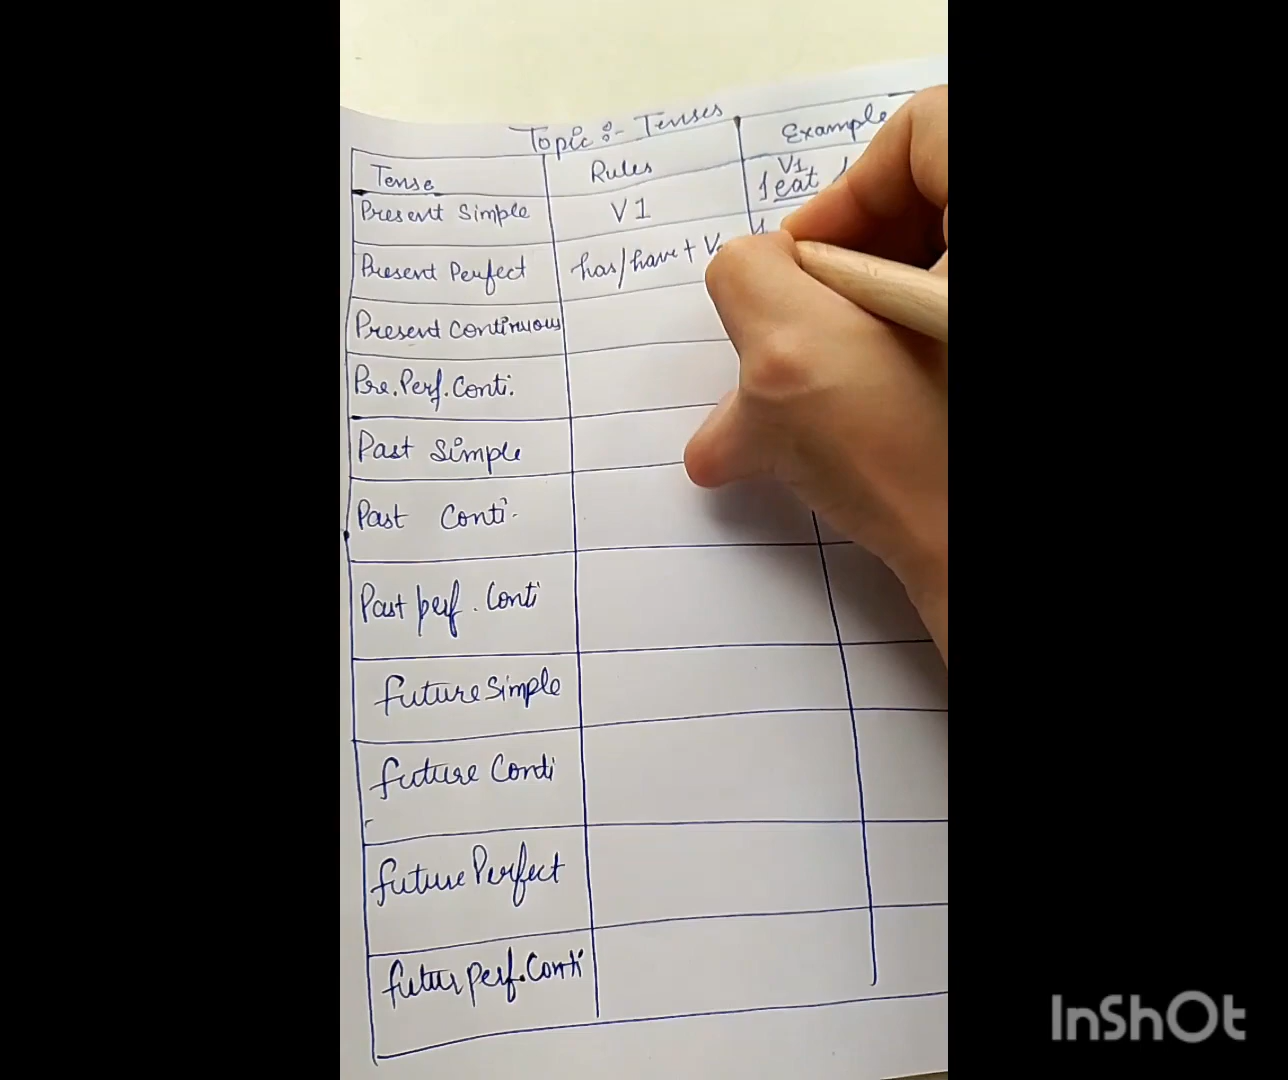 Topic :- Tenses
Tense Rules Example
Present Simple V1 V1 I eat
Present Perfect has/have +
Present Continuous
Pre. Perf. Conti.
Past Simple
Past Conti.
Past perf. Conti
future Simple
future Conti
future Perfect
futur perf. Conti
InShOt